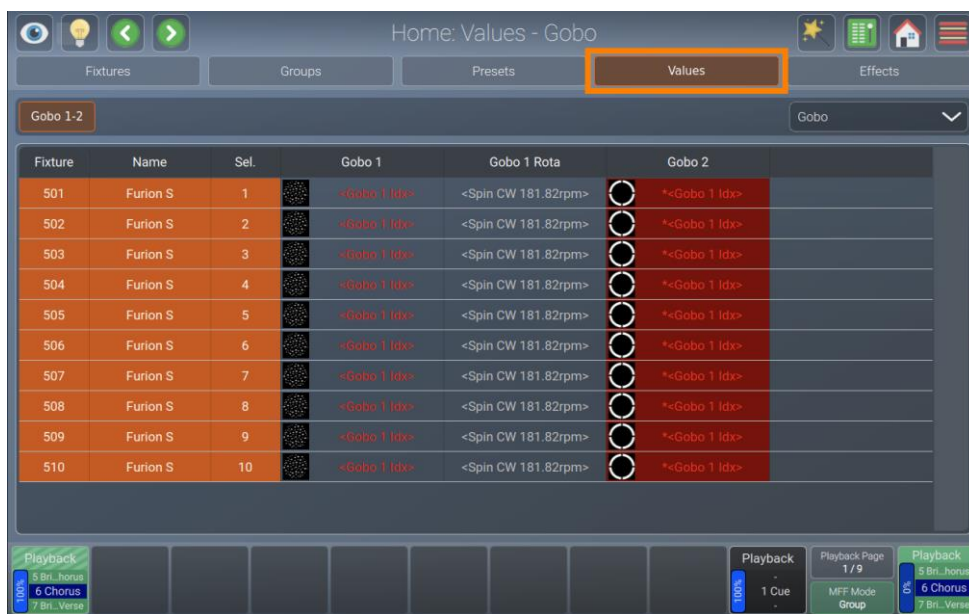 Home: Values - Gobo
Fixtures Groups Presets Values Effects
Gobo 1-2 Gobo
Fixture Name Sel. Gobo 1 Gobo 1 Rota Gobo 2
501 Furion S 1 <Gobo 1 Idx> <Spin CW 181.82rpm> *<Gobo 1 Idx>
502 Furion S 2 <Gobo 1 Idx> <Spin CW 181.82rpm> *<Gobo 1 Idx>
503 Furion S 3 <Gobo 1 Idx> <Spin CW 181.82rpm> *<Gobo 1 Idx>
504 Furion S 4 <Gobo 1 Idx> <Spin CW 181.82rpm> *<Gobo 1 Idx>
505 Furion S 5 <Gobo 1 Idx> <Spin CW 181.82rpm> *<Gobo 1 Idx>
506 Furion S 6 <Gobo 1 Idx> <Spin CW 181.82rpm> *<Gobo 1 Idx>
507 Furion S 7 <Gobo 1 Idx> <Spin CW 181.82rpm> *<Gobo 1 Idx>
508 Furion S 8 <Gobo 1 Idx> <Spin CW 181.82rpm> *<Gobo 1 Idx>
509 Furion S 9 <Gobo 1 Idx> <Spin CW 181.82rpm> *<Gobo 1 Idx>
510 Furion S 10 <Gobo 1 Idx> <Spin CW 181.82rpm> *<Gobo 1 Idx>
Playback
100%
5 Bri...horus
6 Chorus
7 Bri...Verse
Playback
100%
-
1 Cue
-
Playback Page
1 / 9
MFF Mode
Group
Playback
0%
5 Bri...horus
6 Chorus
7 Bri...Verse